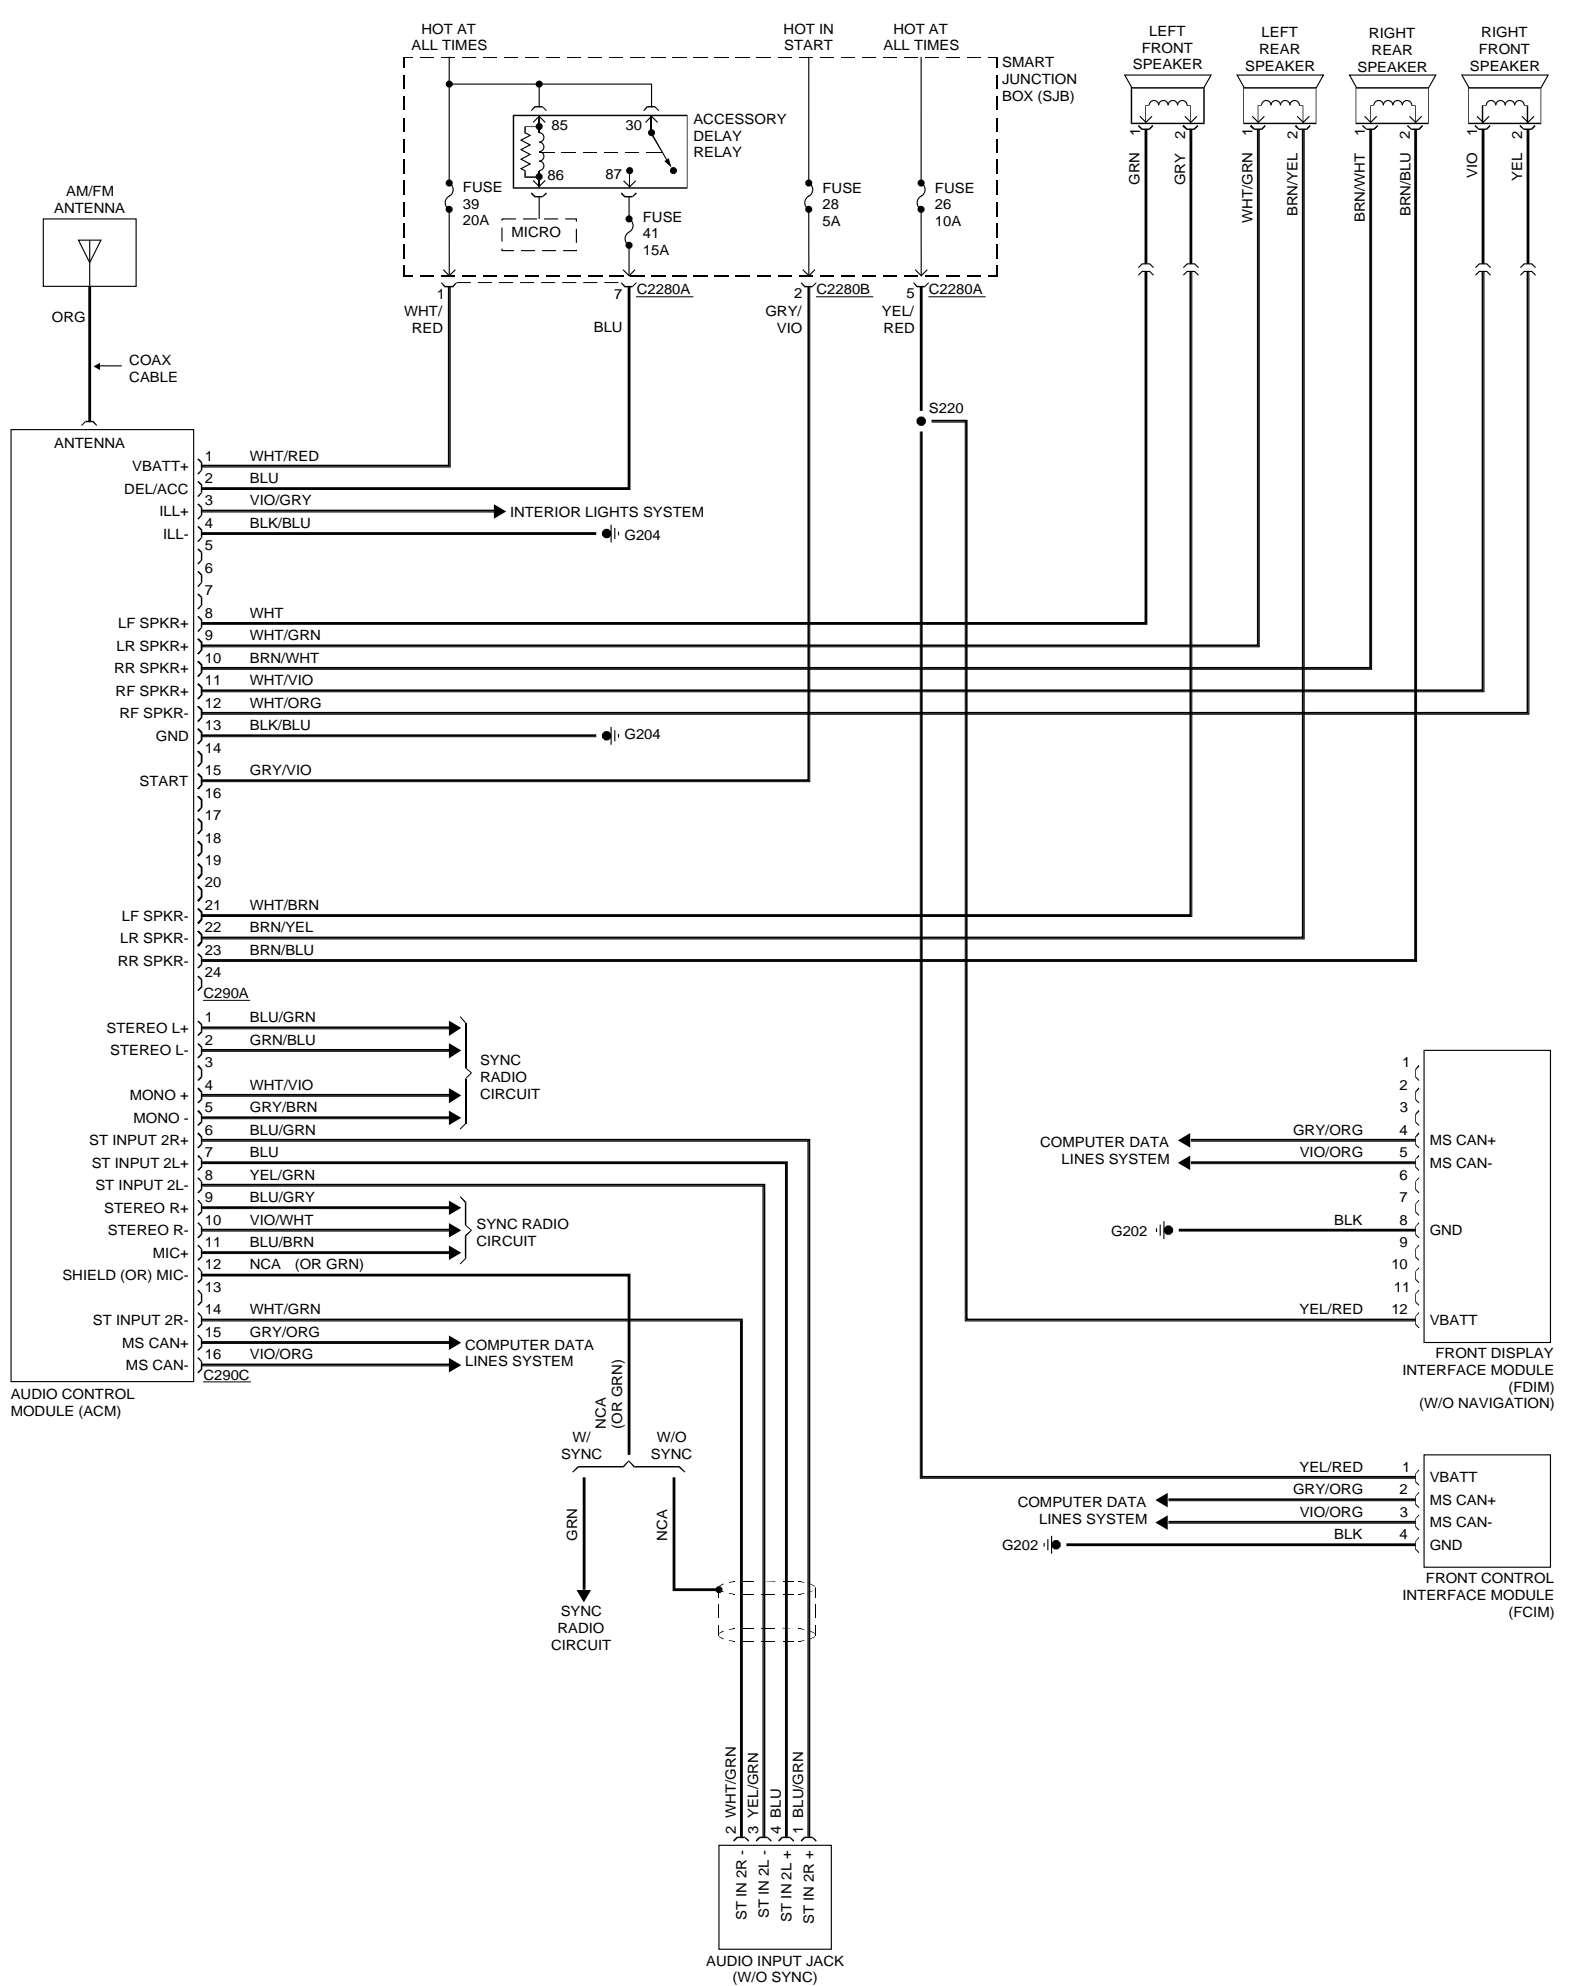 HOT AT
ALL TIMES
HOT IN
START
HOT AT
ALL TIMES
SMART
JUNCTION
BOX (SJB)
ACCESSORY
DELAY
RELAY
85
30
86
87
FUSE
39
20A
MICRO
FUSE
41
15A
FUSE
28
5A
FUSE
26
10A
1
7
C2280A
2
C2280B
5
C2280A
WHT/
RED
BLU
GRY/
VIO
YEL/
RED
S220
LEFT
FRONT
SPEAKER
LEFT
REAR
SPEAKER
RIGHT
REAR
SPEAKER
RIGHT
FRONT
SPEAKER
1
2
1
2
1
2
1
2
GRN
GRY
WHT/GRN
BRN/YEL
BRN/WHT
BRN/BLU
VIO
YEL
AM/FM
ANTENNA
ORG
COAX
CABLE
ANTENNA
VBATT+ 1 WHT/RED
DEL/ACC 2 BLU
ILL+ 3 VIO/GRY INTERIOR LIGHTS SYSTEM
ILL- 4 BLK/BLU G204
5
6
7
LF SPKR+ 8 WHT
LR SPKR+ 9 WHT/GRN
RR SPKR+ 10 BRN/WHT
RF SPKR+ 11 WHT/VIO
RF SPKR- 12 WHT/ORG
GND 13 BLK/BLU G204
14
START 15 GRY/VIO
16
17
18
19
20
LF SPKR- 21 WHT/BRN
LR SPKR- 22 BRN/YEL
RR SPKR- 23 BRN/BLU
24
C290A
STEREO L+ 1 BLU/GRN
STEREO L- 2 GRN/BLU
3
MONO + 4 WHT/VIO
MONO - 5 GRY/BRN
SYNC
RADIO
CIRCUIT
ST INPUT 2R+ 6 BLU/GRN
ST INPUT 2L+ 7 BLU
ST INPUT 2L- 8 YEL/GRN
STEREO R+ 9 BLU/GRY
STEREO R- 10 VIO/WHT
MIC+ 11 BLU/BRN
SYNC RADIO
CIRCUIT
SHIELD (OR) MIC- 12 NCA (OR GRN)
13
ST INPUT 2R- 14 WHT/GRN
MS CAN+ 15 GRY/ORG
MS CAN- 16 VIO/ORG
COMPUTER DATA
LINES SYSTEM
C290C
AUDIO CONTROL
MODULE (ACM)
NCA
(OR GRN)
W/
SYNC
W/O
SYNC
GRN
NCA
SYNC
RADIO
CIRCUIT
2 WHT/GRN
3 YEL/GRN
4 BLU
1 BLU/GRN
ST IN 2R -
ST IN 2L -
ST IN 2L +
ST IN 2R +
AUDIO INPUT JACK
(W/O SYNC)
1
2
3
GRY/ORG 4 MS CAN+
VIO/ORG 5 MS CAN-
COMPUTER DATA
LINES SYSTEM
6
7
G202 BLK 8 GND
9
10
11
YEL/RED 12 VBATT
FRONT DISPLAY
INTERFACE MODULE
(FDIM)
(W/O NAVIGATION)
YEL/RED 1 VBATT
GRY/ORG 2 MS CAN+
VIO/ORG 3 MS CAN-
COMPUTER DATA
LINES SYSTEM
G202 BLK 4 GND
FRONT CONTROL
INTERFACE MODULE
(FCIM)